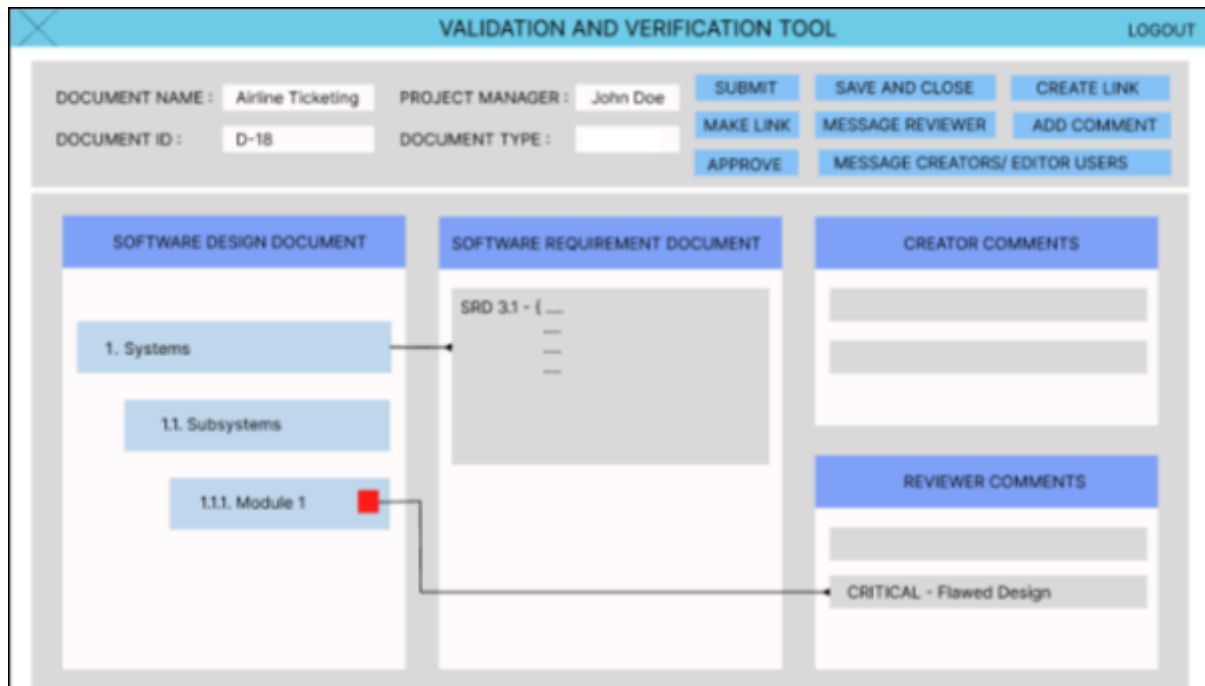 VALIDATION AND VERIFICATION TOOL
LOGOUT
DOCUMENT NAME : Airline Ticketing
PROJECT MANAGER : John Doe
SUBMIT
SAVE AND CLOSE
CREATE LINK
DOCUMENT ID : D-18
DOCUMENT TYPE :
MAKE LINK
MESSAGE REVIEWER
ADD COMMENT
APPROVE
MESSAGE CREATORS/ EDITOR USERS
SOFTWARE DESIGN DOCUMENT
1. Systems
1.1. Subsystems
1.1.1. Module 1
SOFTWARE REQUIREMENT DOCUMENT
SRD 3.1 - { ....
....
....
....
CREATOR COMMENTS
REVIEWER COMMENTS
CRITICAL - Flawed Design